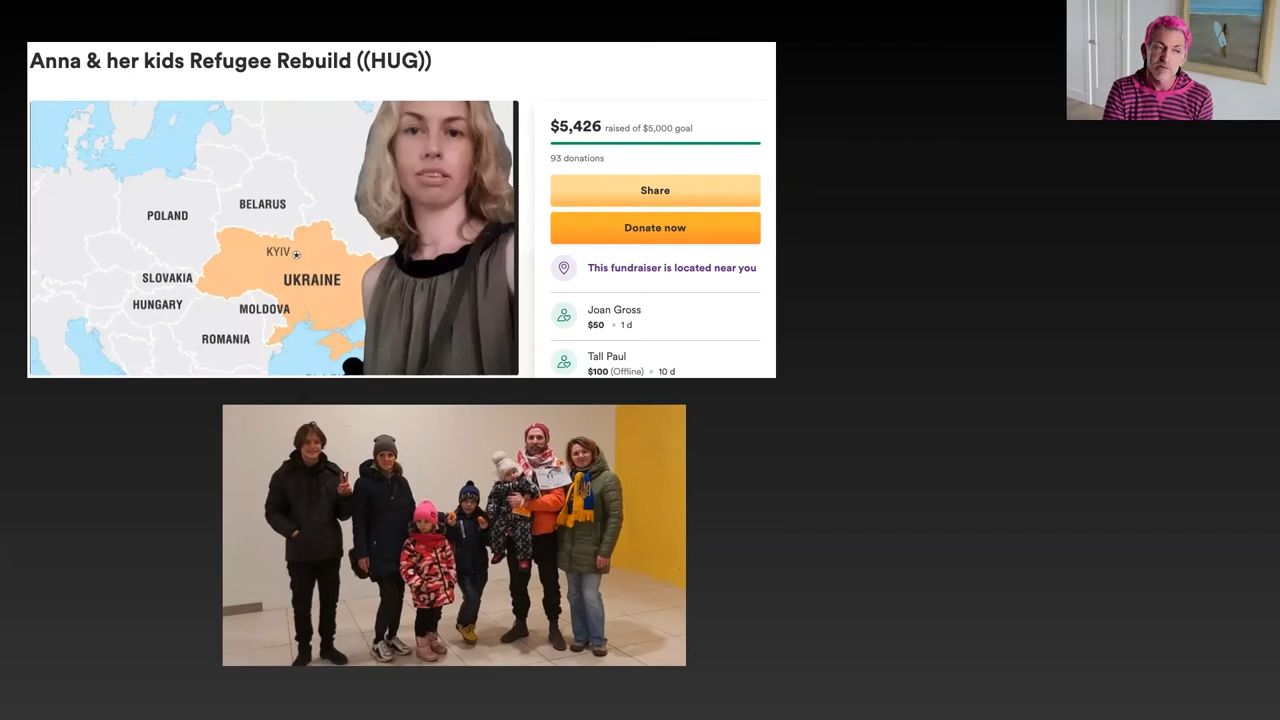 Anna & her kids Refugee Rebuild ((HUG))
POLAND
BELARUS
KYIV
UKRAINE
SLOVAKIA
HUNGARY
MOLDOVA
ROMANIA
$5,426 raised of $5,000 goal
93 donations
Share
Donate now
This fundraiser is located near you
Joan Gross
$50 • 1 d
Tall Paul
$100 (Offline) • 10 d